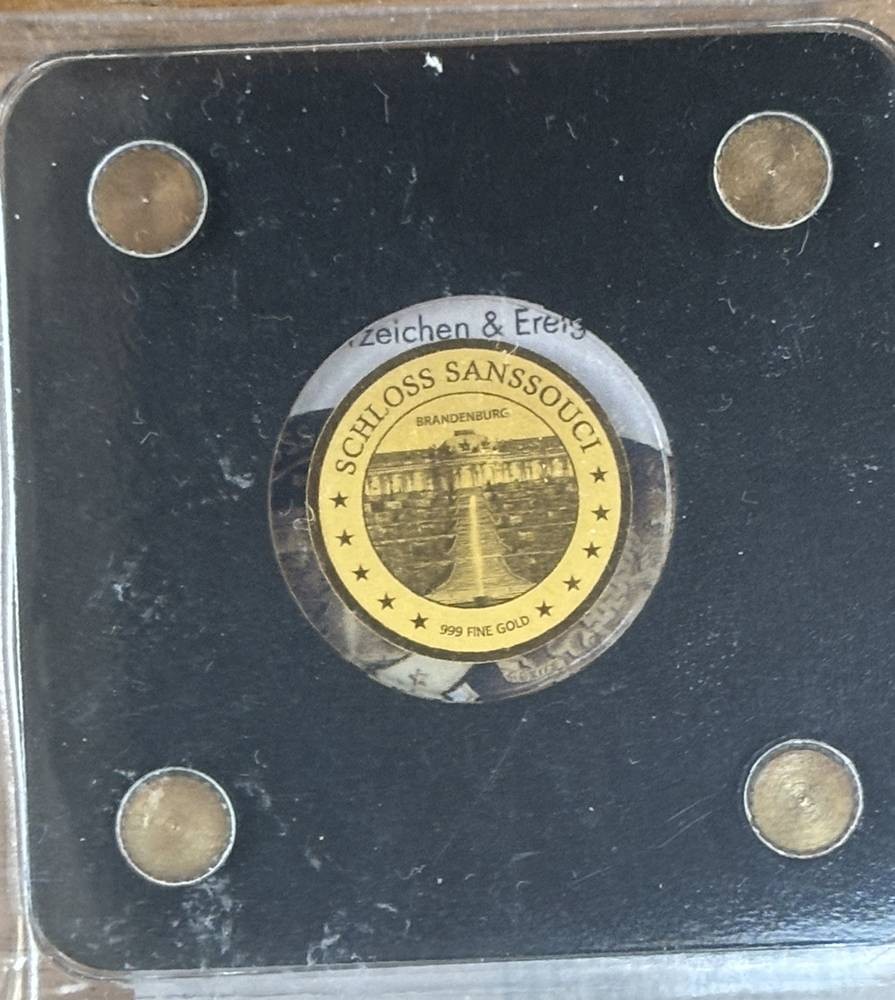 zeichen & Ereig
SCHLOSS SANSSOUCI
BRANDENBURG
999 FINE GOLD